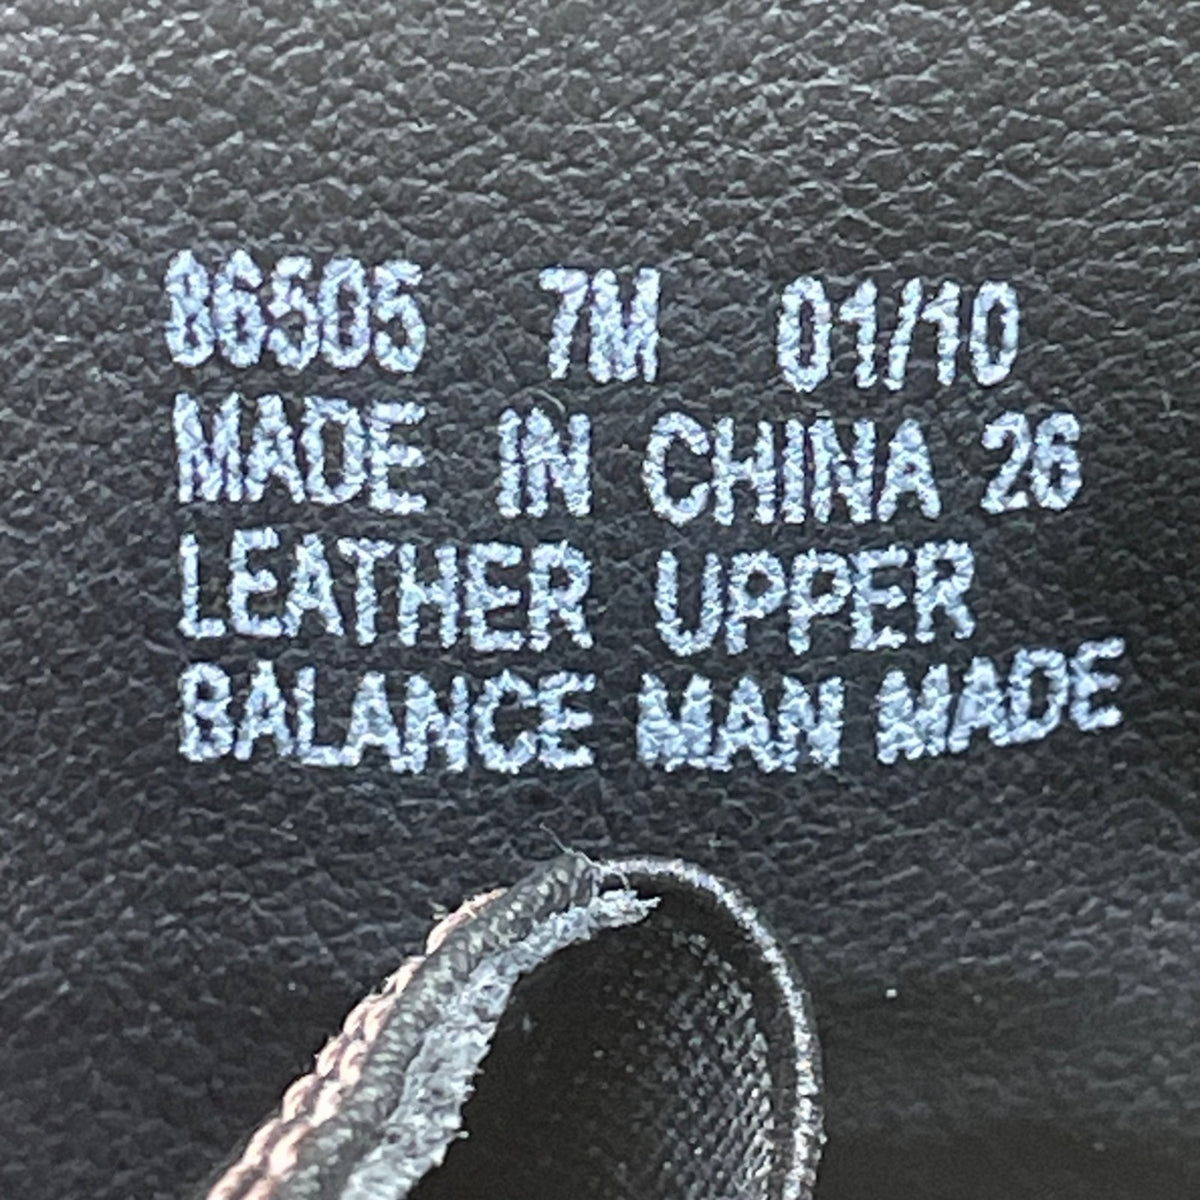 86505 7M 01/10
MADE IN CHINA 26
LEATHER UPPER
BALANCE MAN MADE